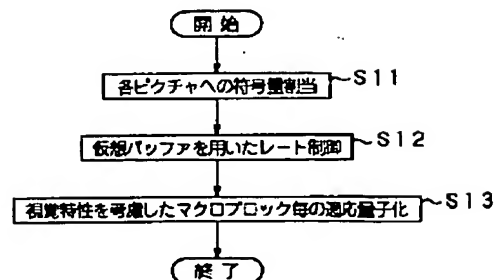 開始
各ピクチャへの符号量割当
S11
仮想バッファを用いたレート制御
S12
視覚特性を考慮したマクロブロック毎の適応量子化
S13
終了